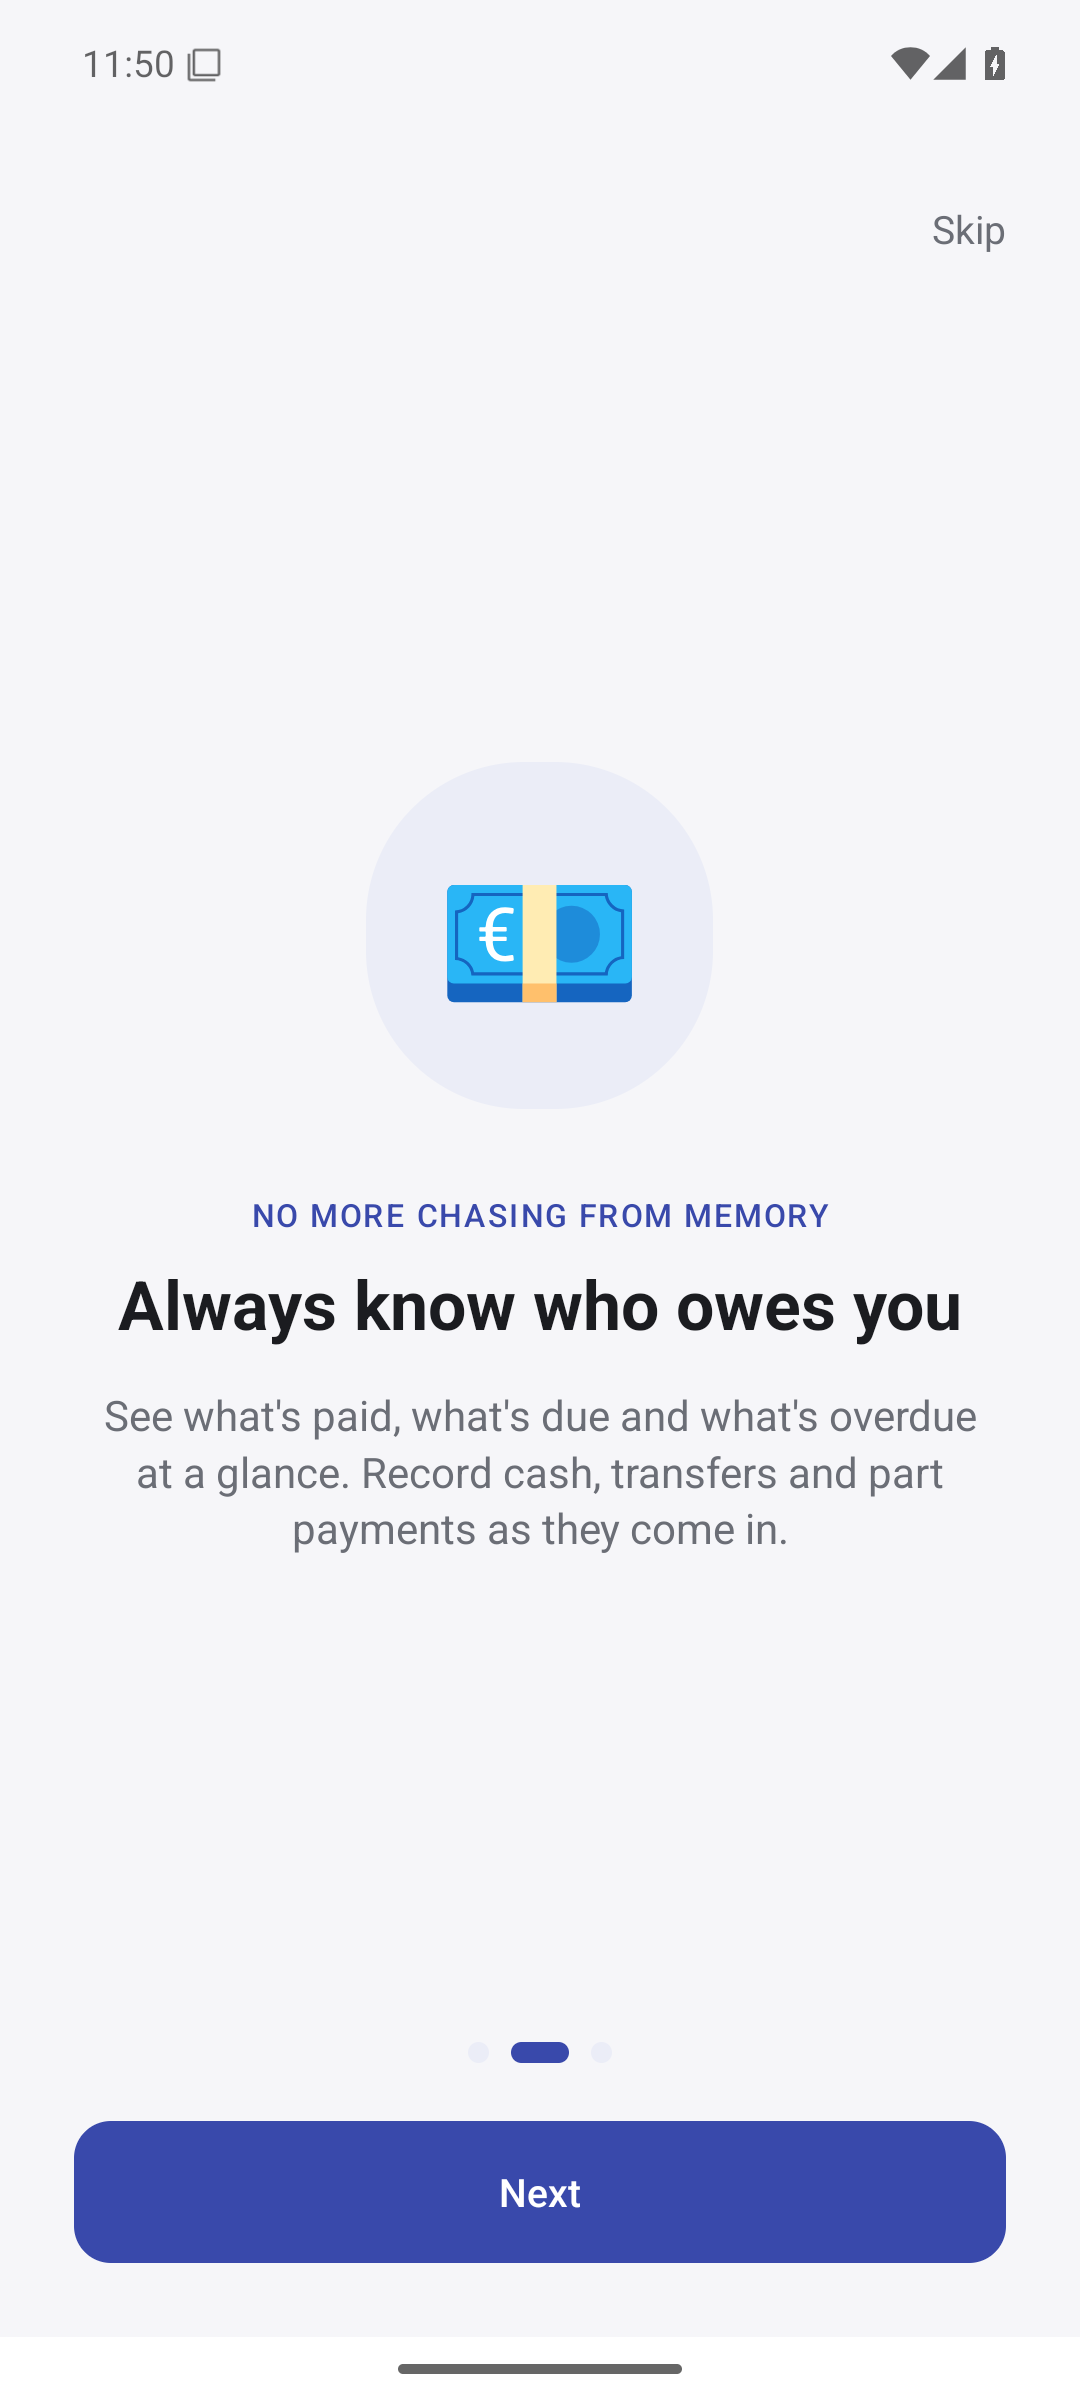 11:50
Skip
€
NO MORE CHASING FROM MEMORY
Always know who owes you
See what's paid, what's due and what's overdue
at a glance. Record cash, transfers and part
payments as they come in.
Next